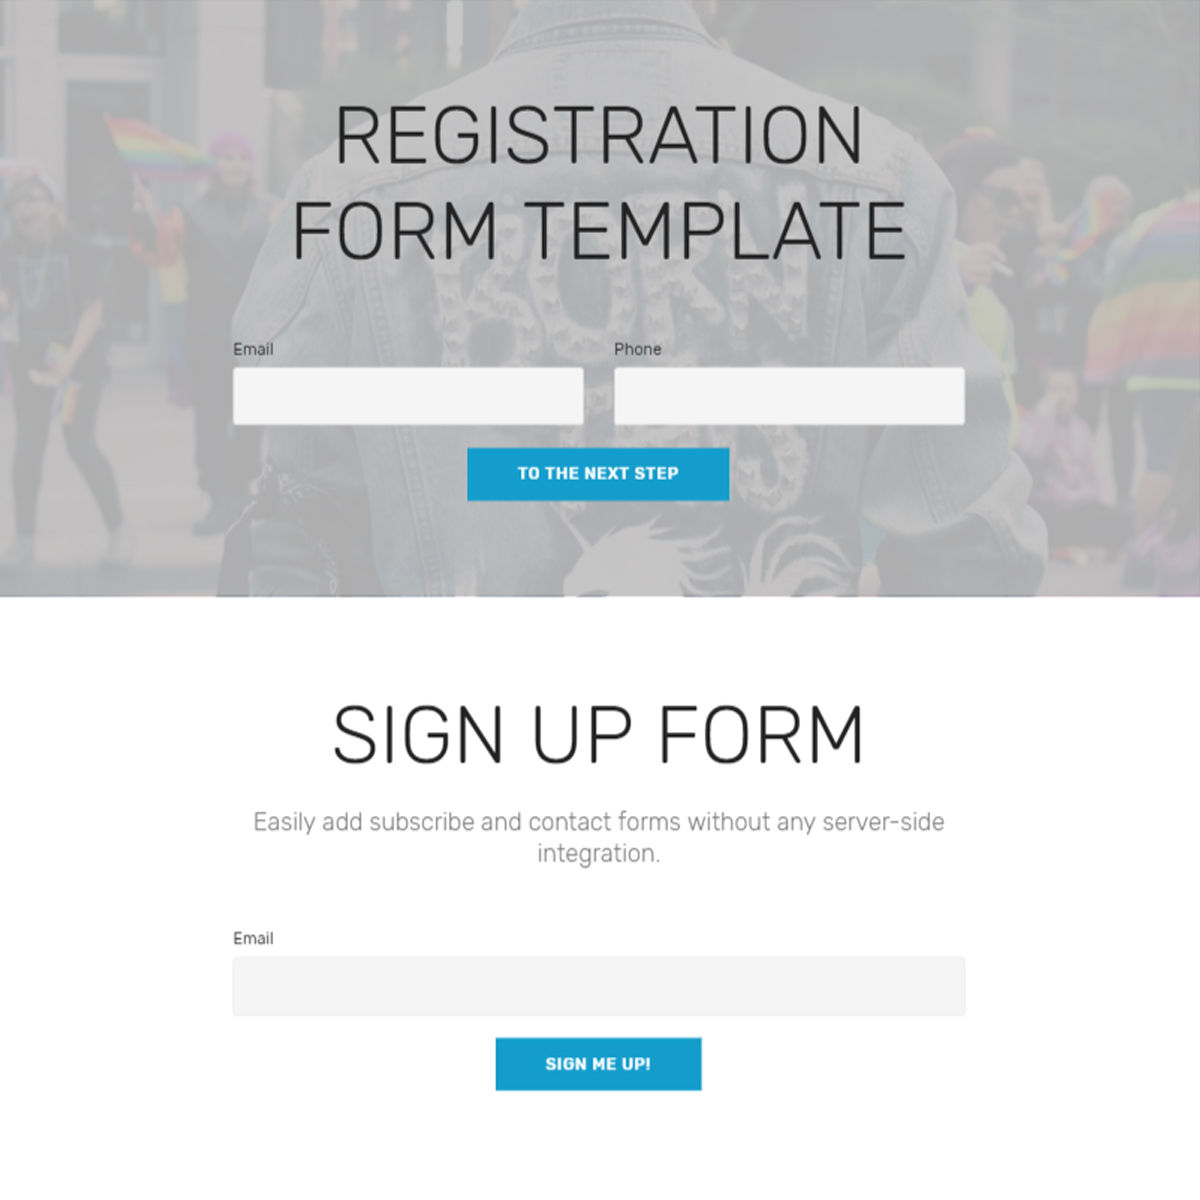 REGISTRATION
FORM TEMPLATE
BORN
Email
Phone
TO THE NEXT STEP
SIGN UP FORM
Easily add subscribe and contact forms without any server-side
integration.
Email
SIGN ME UP!